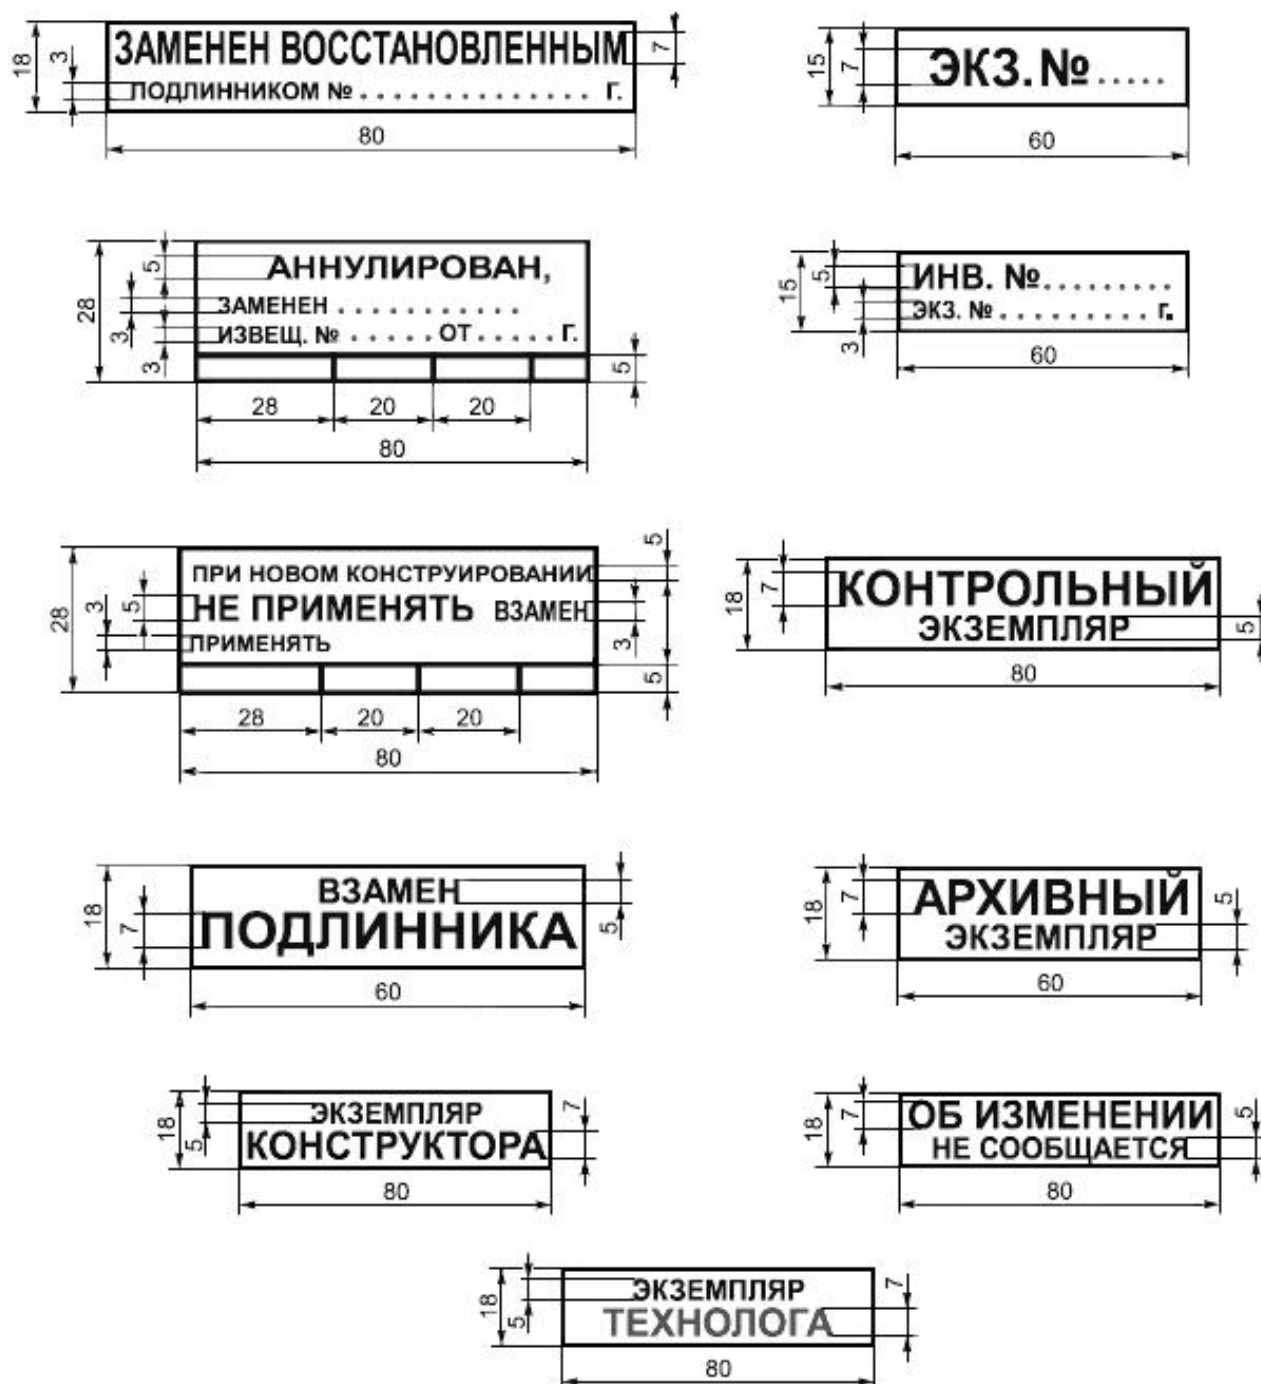 ЗАМЕНЕН ВОССТАНОВЛЕННЫМ
ПОДЛИННИКОМ № . . . . . . . . . . . . . . Г.
18
3
7
80
ЭКЗ. № . . . . .
15
7
60
АННУЛИРОВАН,
ЗАМЕНЕН . . . . . . . . . . .
ИЗВЕЩ. № . . . . . ОТ . . . . . Г.
28
5
3
3
5
28 20 20
80
ИНВ. № . . . . . . . . .
ЭКЗ. № . . . . . . . . . Г.
15
5
3
60
ПРИ НОВОМ КОНСТРУИРОВАНИИ
НЕ ПРИМЕНЯТЬ ВЗАМЕН
ПРИМЕНЯТЬ
28
3
5
5
3
5
28 20 20
80
КОНТРОЛЬНЫЙ
ЭКЗЕМПЛЯР
18
7
5
80
ВЗАМЕН
ПОДЛИННИКА
18
7
5
60
АРХИВНЫЙ
ЭКЗЕМПЛЯР
18
7
5
60
ЭКЗЕМПЛЯР
КОНСТРУКТОРА
18
5
7
80
ОБ ИЗМЕНЕНИИ
НЕ СООБЩАЕТСЯ
18
7
5
80
ЭКЗЕМПЛЯР
ТЕХНОЛОГА
18
5
7
80